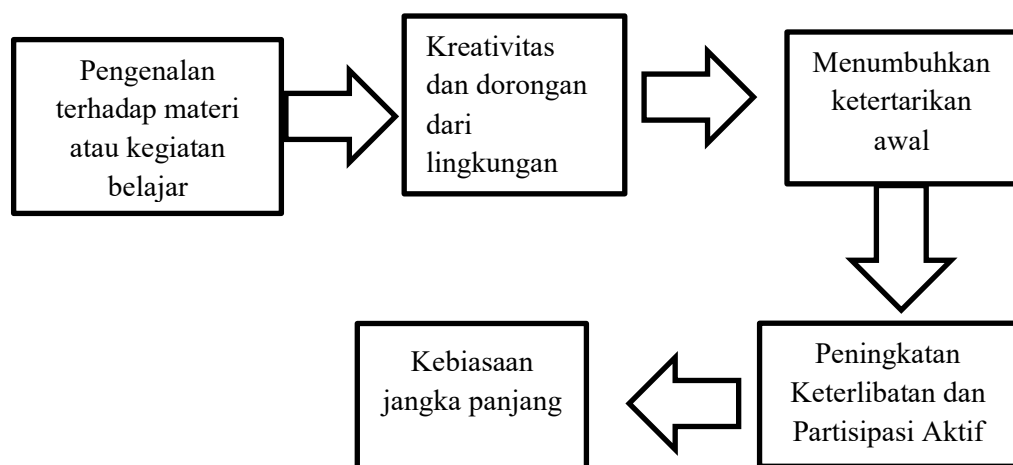 Pengenalan
terhadap materi
atau kegiatan
belajar
Kreativitas
dan dorongan
dari
lingkungan
Menumbuhkan
ketertarikan
awal
Peningkatan
Keterlibatan dan
Partisipasi Aktif
Kebiasaan
jangka panjang